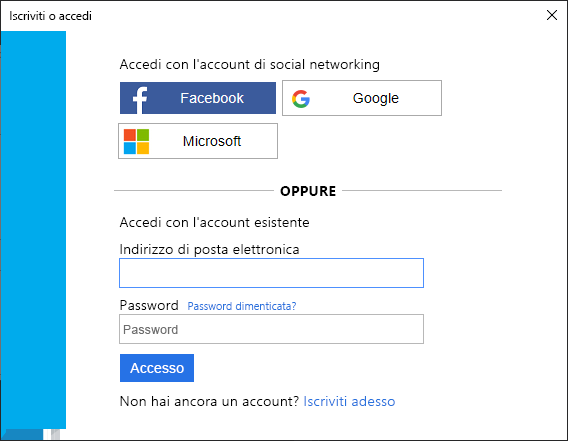 Iscriviti o accedi
Accedi con l'account di social networking
Facebook
Google
Microsoft
OPPURE
Accedi con l'account esistente
Indirizzo di posta elettronica
Password Password dimenticata?
Password
Accesso
Non hai ancora un account? Iscriviti adesso